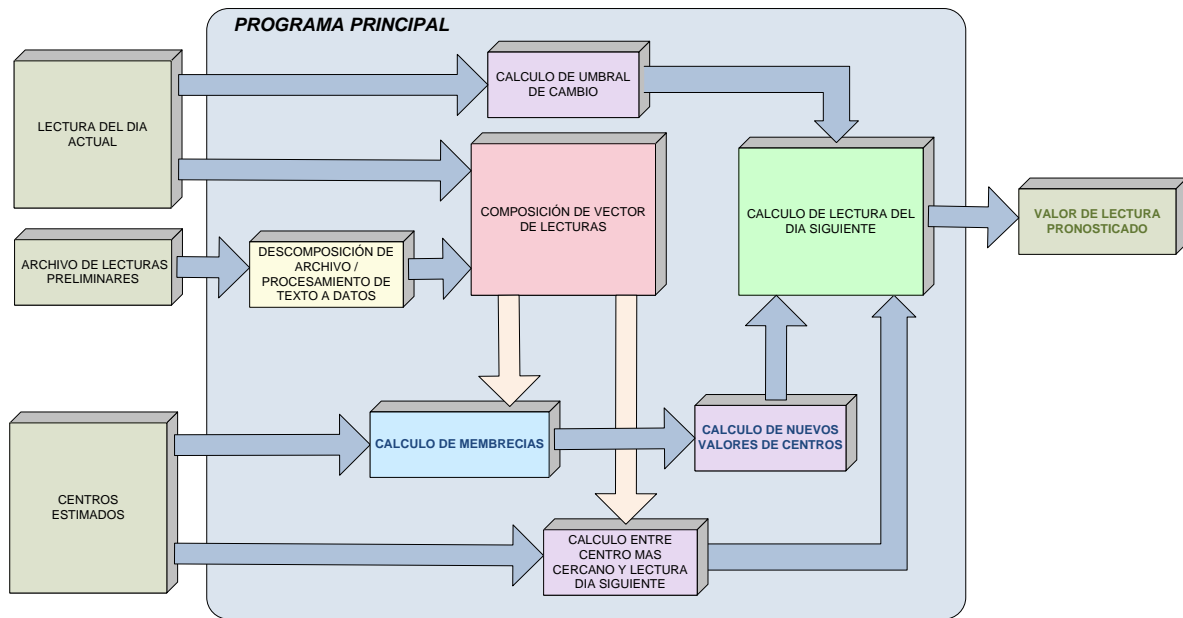 PROGRAMA PRINCIPAL
CALCULO DE UMBRAL
DE CAMBIO
LECTURA DEL DIA
ACTUAL
COMPOSICIÓN DE VECTOR
DE LECTURAS
CALCULO DE LECTURA DEL
DIA SIGUIENTE
VALOR DE LECTURA
PRONOSTICADO
ARCHIVO DE LECTURAS
PRELIMINARES
DESCOMPOSICIÓN DE
ARCHIVO /
PROCESAMIENTO DE
TEXTO A DATOS
CALCULO DE MEMBRECIAS
CALCULO DE NUEVOS
VALORES DE CENTROS
CENTROS
ESTIMADOS
CALCULO ENTRE
CENTRO MAS
CERCANO Y LECTURA
DIA SIGUIENTE